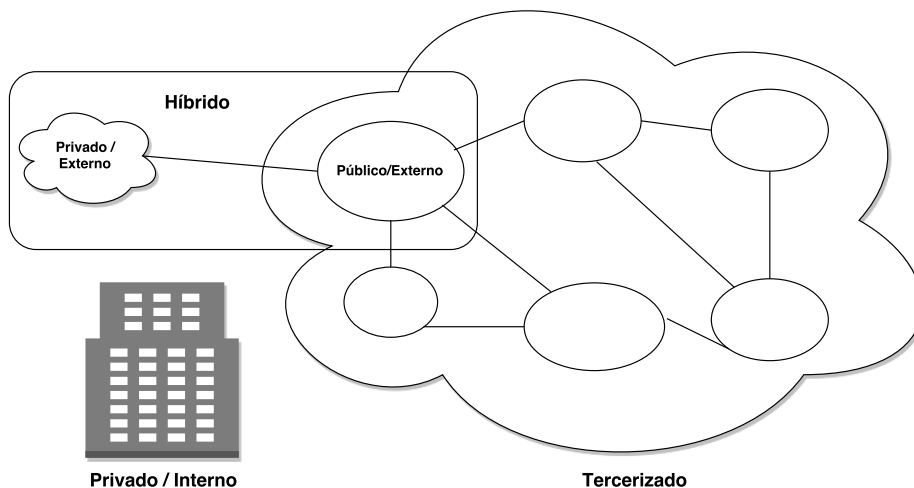 Híbrido
Privado /
Externo
Público/Externo
Privado / Interno
Tercerizado